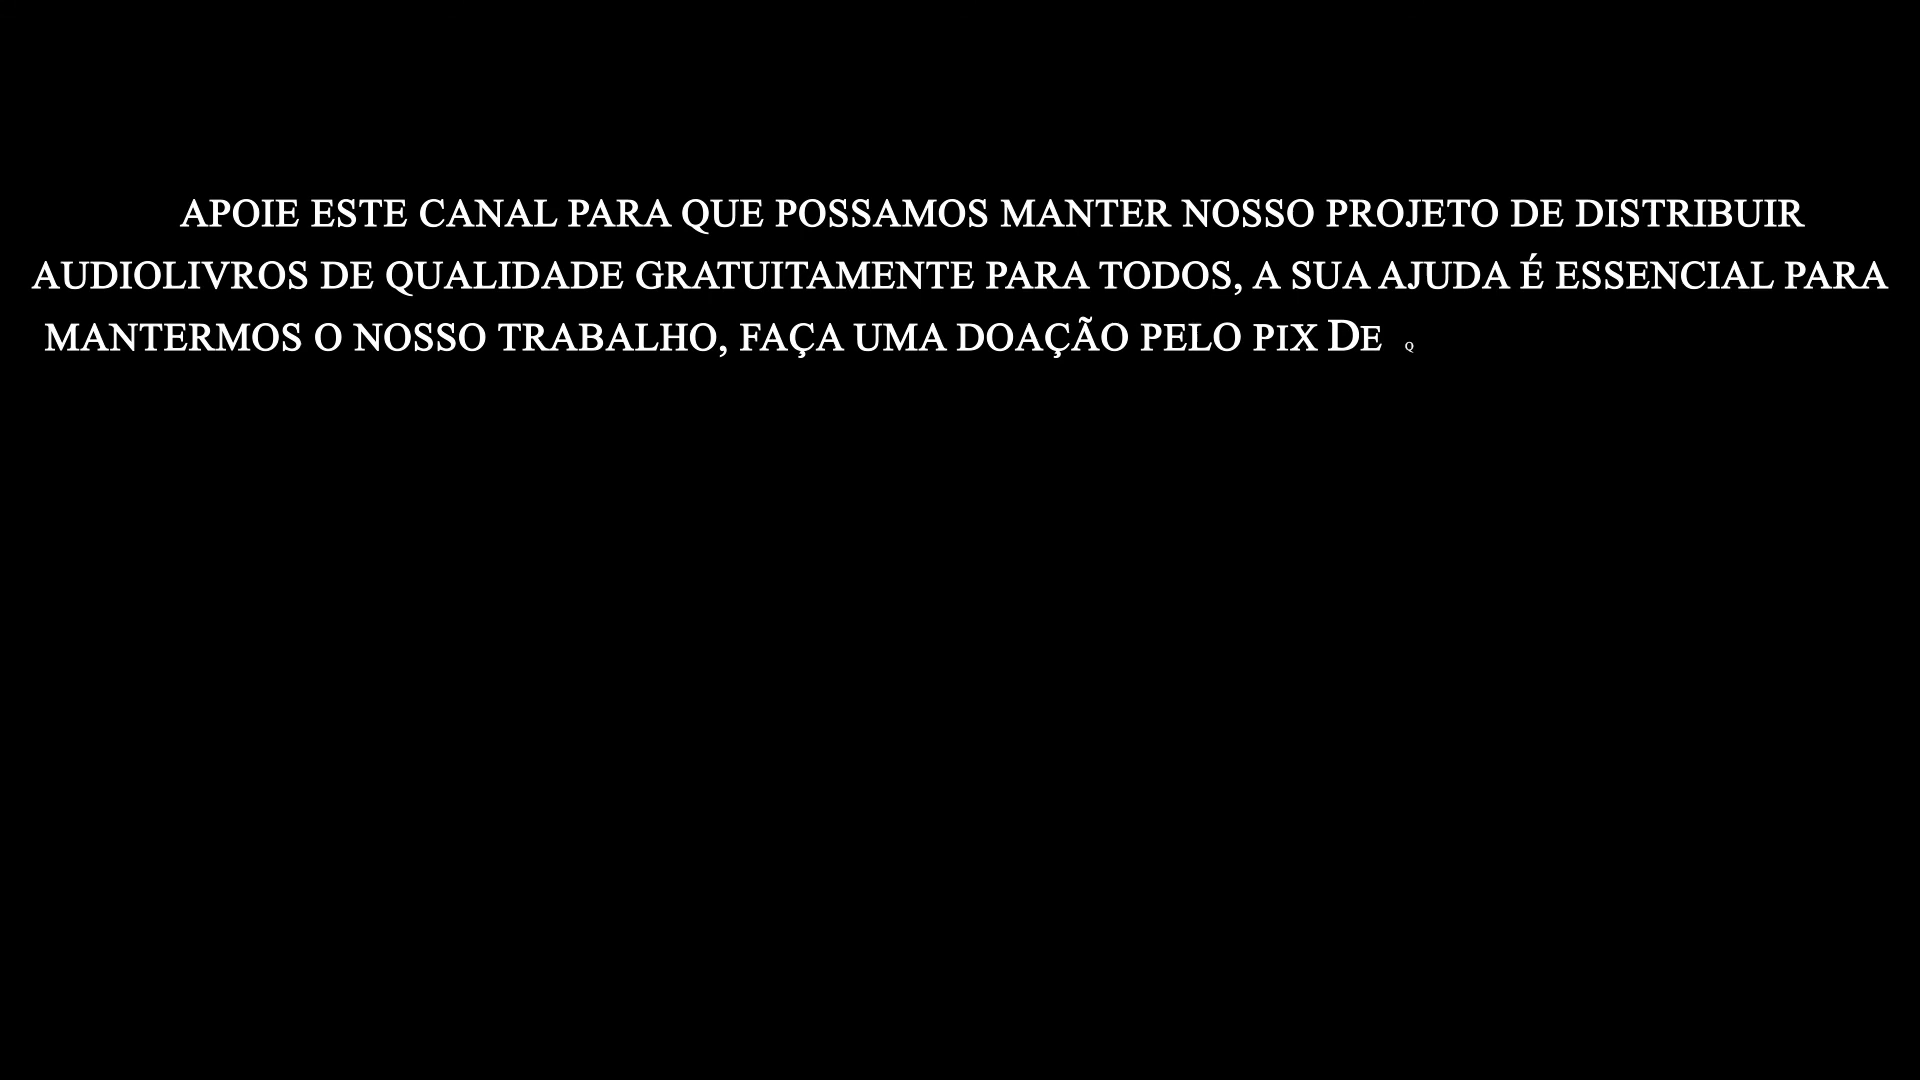 APOIE ESTE CANAL PARA QUE POSSAMOS MANTER NOSSO PROJETO DE DISTRIBUIR
AUDIOLIVROS DE QUALIDADE GRATUITAMENTE PARA TODOS, A SUA AJUDA É ESSENCIAL PARA
MANTERMOS O NOSSO TRABALHO, FAÇA UMA DOAÇÃO PELO PIX DE Q